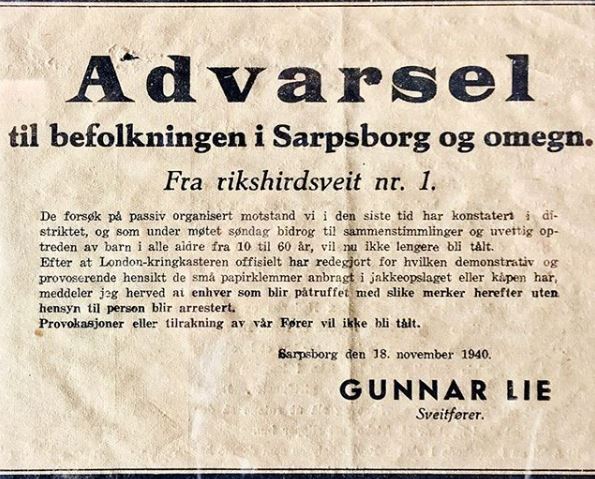 Advarsel
til befolkningen i Sarpsborg og omegn.
Fra rikshirdsveit nr. 1.
De forsøk på passiv organisert motstand vi i den siste tid har konstatert i di-
striktet, og som under møtet søndag bidrog til sammenstimmlinger og uvettig op-
treden av barn i alle aldre fra 10 til 60 år, vil nu ikke lengere bli tålt.
Efter at London-kringkasteren offisielt har redegjort for hvilken demonstrativ og
provoserende hensikt de små papirklemmer anbragt i jakkeopslaget eller kåpen har,
meddeler jeg herved at enhver som blir påtruffet med slike merker herefter uten
hensyn til person blir arrestert.
Provokasjoner eller tilrakning av vår Fører vil ikke bli tålt.
Sarpsborg den 18. november 1940.
GUNNAR LIE
Sveitfører.